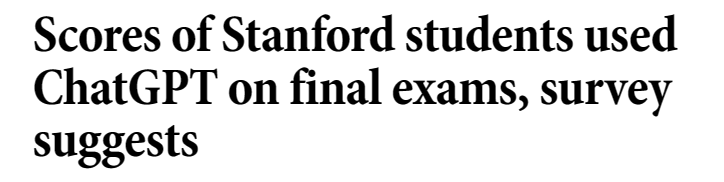 Scores of Stanford students used
ChatGPT on final exams, survey
suggests